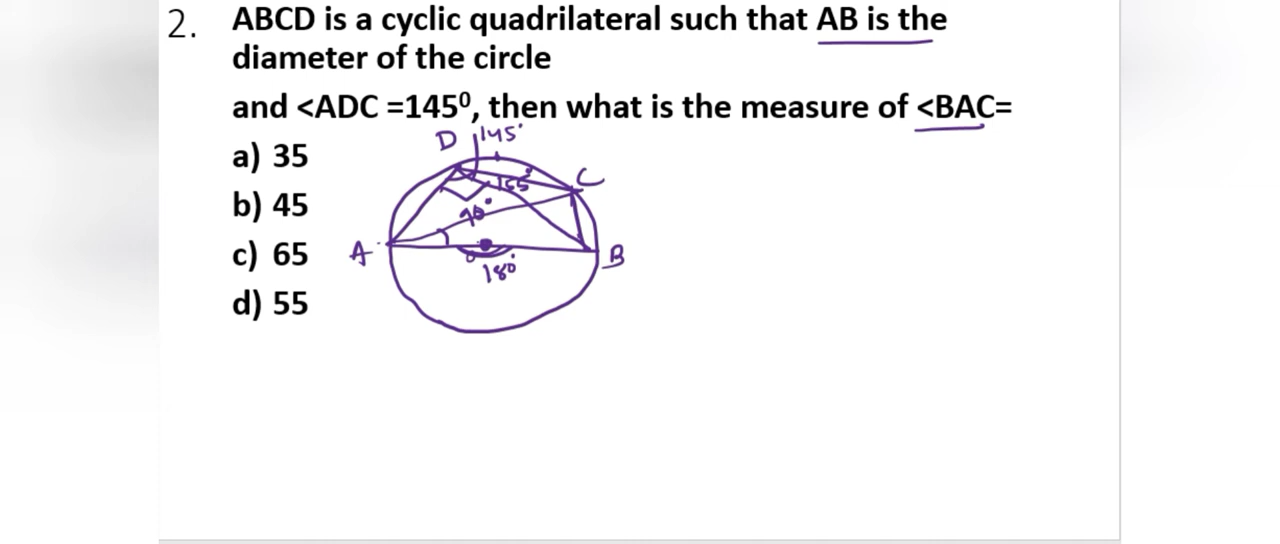 2. ABCD is a cyclic quadrilateral such that AB is the
diameter of the circle
and <ADC =145⁰, then what is the measure of <BAC=
a) 35
b) 45
c) 65
d) 55
D 145°
C
55°
90°
A
B
180°